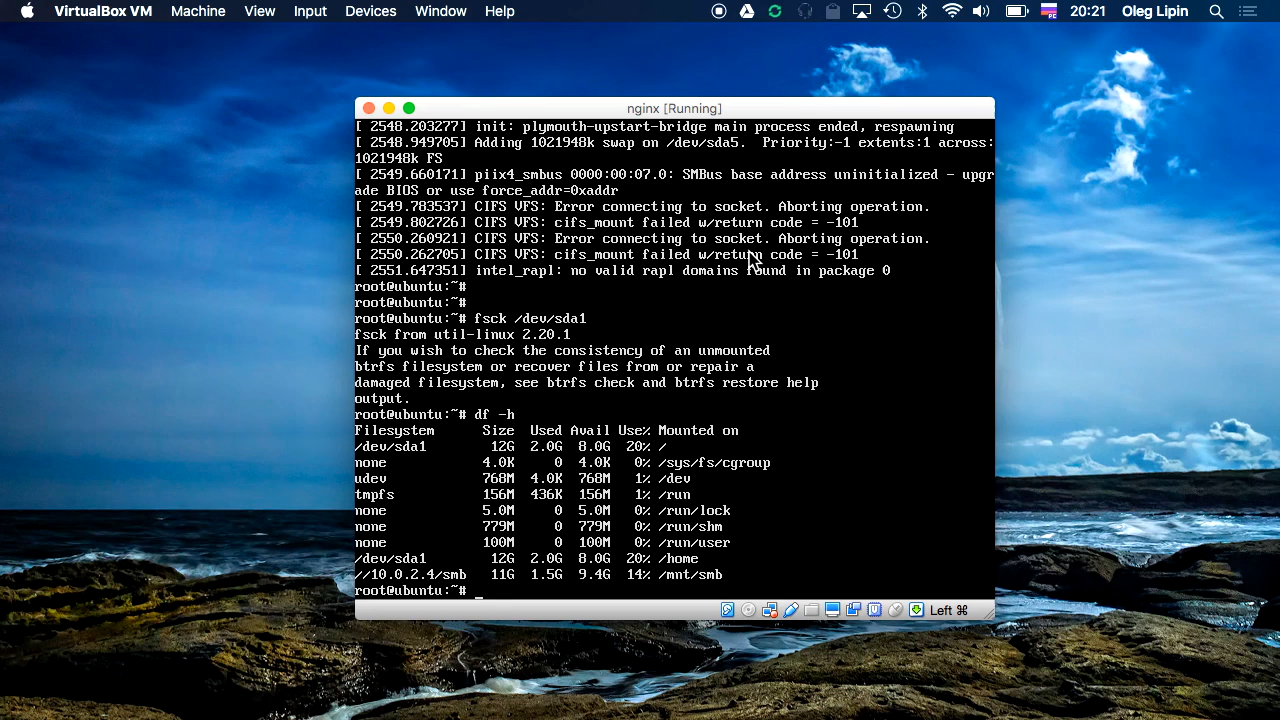 VirtualBox VM Machine View Input Devices Window Help 20:21 Oleg Lipin
nginx [Running]
[ 2548.203277] init: plymouth-upstart-bridge main process ended, respawning
[ 2548.949705] Adding 1021948k swap on /dev/sda5.  Priority:-1 extents:1 across:
1021948k FS
[ 2549.660171] piix4_smbus 0000:00:07.0: SMBus base address uninitialized - upgr
ade BIOS or use force_addr=0xaddr
[ 2549.783537] CIFS VFS: Error connecting to socket. Aborting operation.
[ 2549.802726] CIFS VFS: cifs_mount failed w/return code = -101
[ 2550.260921] CIFS VFS: Error connecting to socket. Aborting operation.
[ 2550.262705] CIFS VFS: cifs_mount failed w/return code = -101
[ 2551.647351] intel_rapl: no valid rapl domains found in package 0
root@ubuntu:~#
root@ubuntu:~#
root@ubuntu:~# fsck /dev/sda1
fsck from util-linux 2.20.1
If you wish to check the consistency of an unmounted
btrfs filesystem or recover files from or repair a
damaged filesystem, see btrfs check and btrfs restore help
output.
root@ubuntu:~# df -h
Filesystem      Size  Used Avail Use% Mounted on
/dev/sda1        12G  2.0G  8.0G  20% /
none            4.0K     0  4.0K   0% /sys/fs/cgroup
udev            768M  4.0K  768M   1% /dev
tmpfs           156M  436K  156M   1% /run
none            5.0M     0  5.0M   0% /run/lock
none            779M     0  779M   0% /run/shm
none            100M     0  100M   0% /run/user
/dev/sda1        12G  2.0G  8.0G  20% /home
//10.0.2.4/smb   11G  1.5G  9.4G  14% /mnt/smb
root@ubuntu:~# _
Left ⌘